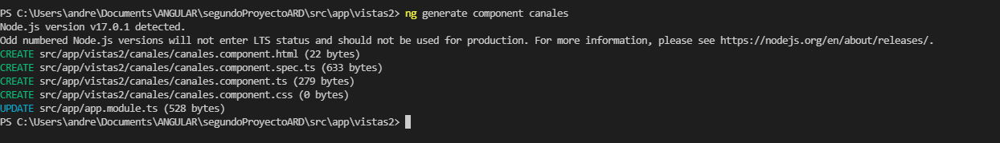 PS C:\Users\andre\Documents\ANGULAR\segundoProyectoARD\src\app\vistas2> ng generate component canales
Node.js version v17.0.1 detected.
Odd numbered Node.js versions will not enter LTS status and should not be used for production. For more information, please see https://nodejs.org/en/about/releases/.
CREATE src/app/vistas2/canales/canales.component.html (22 bytes)
CREATE src/app/vistas2/canales/canales.component.spec.ts (633 bytes)
CREATE src/app/vistas2/canales/canales.component.ts (279 bytes)
CREATE src/app/vistas2/canales/canales.component.css (0 bytes)
UPDATE src/app/app.module.ts (528 bytes)
PS C:\Users\andre\Documents\ANGULAR\segundoProyectoARD\src\app\vistas2>